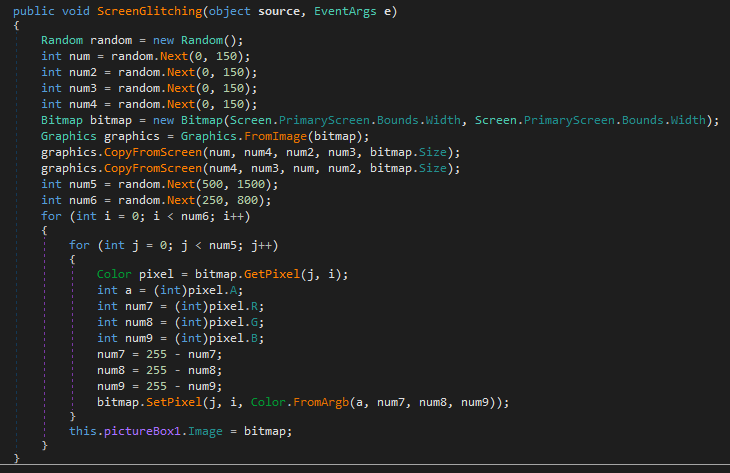 public void ScreenGlitching(object source, EventArgs e)
{
Random random = new Random();
int num = random.Next(0, 150);
int num2 = random.Next(0, 150);
int num3 = random.Next(0, 150);
int num4 = random.Next(0, 150);
Bitmap bitmap = new Bitmap(Screen.PrimaryScreen.Bounds.Width, Screen.PrimaryScreen.Bounds.Width);
Graphics graphics = Graphics.FromImage(bitmap);
graphics.CopyFromScreen(num, num4, num2, num3, bitmap.Size);
graphics.CopyFromScreen(num4, num3, num, num2, bitmap.Size);
int num5 = random.Next(500, 1500);
int num6 = random.Next(250, 800);
for (int i = 0; i < num6; i++)
{
for (int j = 0; j < num5; j++)
{
Color pixel = bitmap.GetPixel(j, i);
int a = (int)pixel.A;
int num7 = (int)pixel.R;
int num8 = (int)pixel.G;
int num9 = (int)pixel.B;
num7 = 255 - num7;
num8 = 255 - num8;
num9 = 255 - num9;
bitmap.SetPixel(j, i, Color.FromArgb(a, num7, num8, num9));
}
this.pictureBox1.Image = bitmap;
}
}